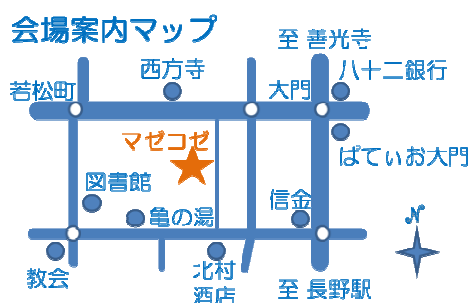 会場案内マップ
至 善光寺
西方寺
八十二銀行
若松町
大門
マゼコゼ
ぱてぃお大門
図書館
信金
亀の湯
N
教会
北村
酒店
至 長野駅